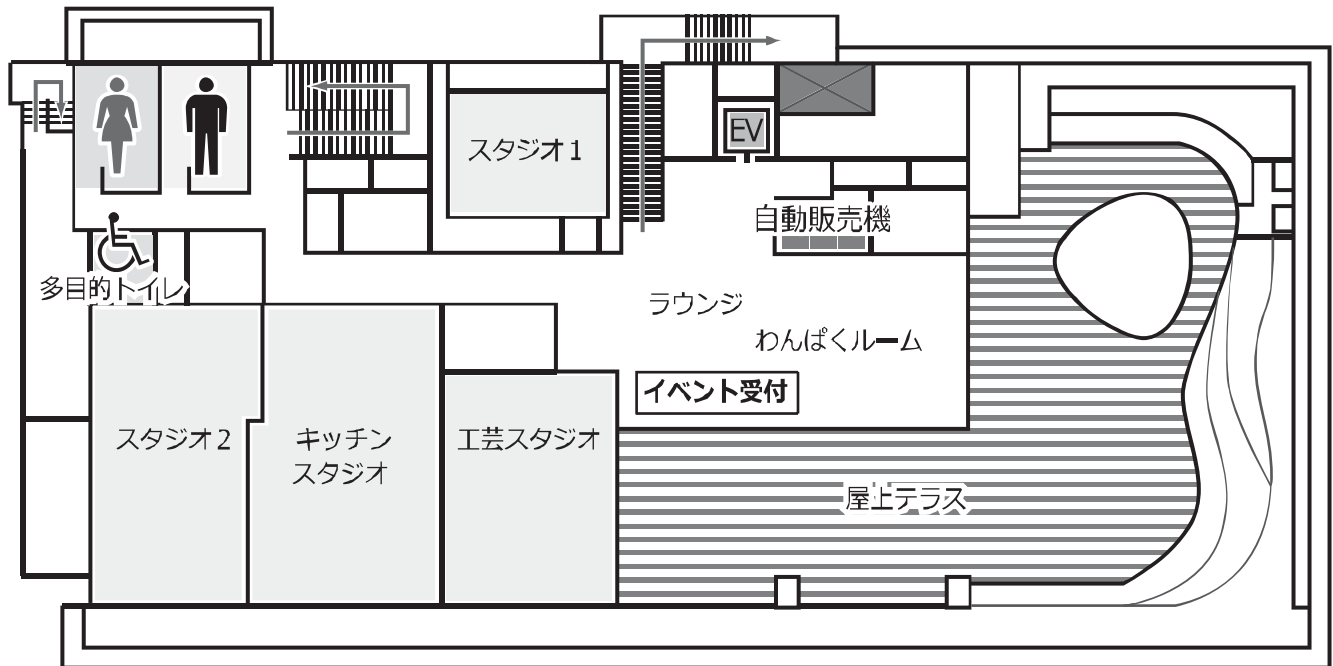 EV
スタジオ1
自動販売機
多目的トイレ
ラウンジ
わんぱくルーム
イベント受付
スタジオ2
キッチン
スタジオ
工芸スタジオ
屋上テラス